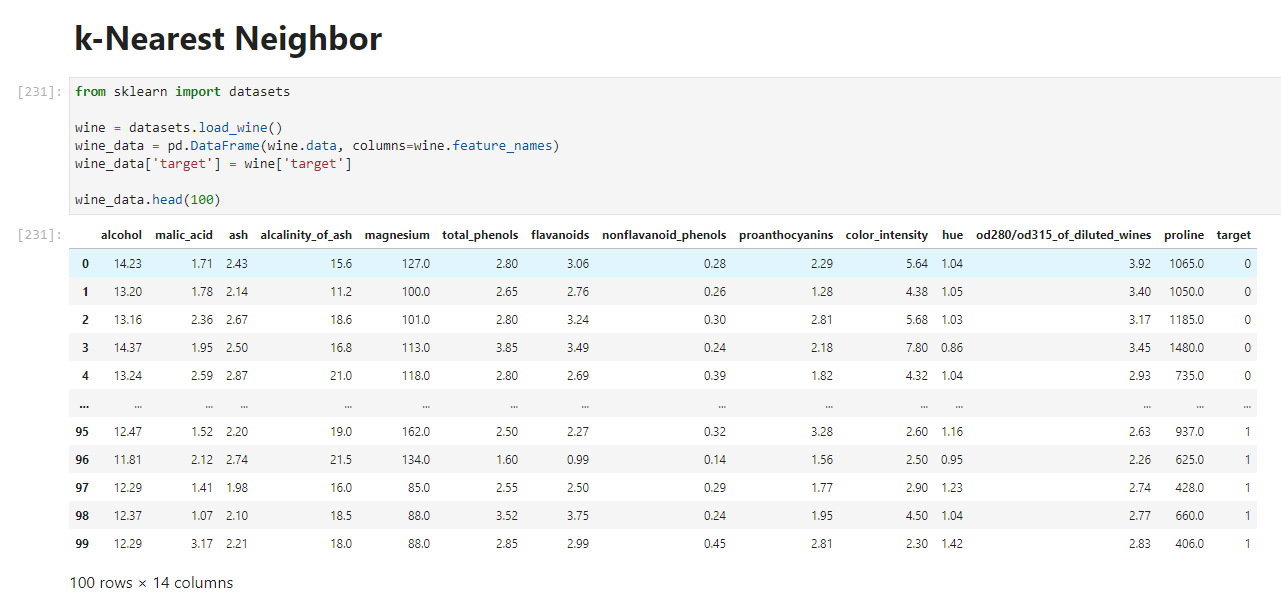 k-Nearest Neighbor
[231]:
from sklearn import datasets
wine = datasets.load_wine()
wine_data = pd.DataFrame(wine.data, columns=wine.feature_names)
wine_data['target'] = wine['target']
wine_data.head(100)
[231]:
alcohol malic_acid ash alcalinity_of_ash magnesium total_phenols flavanoids nonflavanoid_phenols proanthocyanins color_intensity hue od280/od315_of_diluted_wines proline target
0 14.23 1.71 2.43 15.6 127.0 2.80 3.06 0.28 2.29 5.64 1.04 3.92 1065.0 0
1 13.20 1.78 2.14 11.2 100.0 2.65 2.76 0.26 1.28 4.38 1.05 3.40 1050.0 0
2 13.16 2.36 2.67 18.6 101.0 2.80 3.24 0.30 2.81 5.68 1.03 3.17 1185.0 0
3 14.37 1.95 2.50 16.8 113.0 3.85 3.49 0.24 2.18 7.80 0.86 3.45 1480.0 0
4 13.24 2.59 2.87 21.0 118.0 2.80 2.69 0.39 1.82 4.32 1.04 2.93 735.0 0
... ... ... ... ... ... ... ... ... ... ... ... ... ... ...
95 12.47 1.52 2.20 19.0 162.0 2.50 2.27 0.32 3.28 2.60 1.16 2.63 937.0 1
96 11.81 2.12 2.74 21.5 134.0 1.60 0.99 0.14 1.56 2.50 0.95 2.26 625.0 1
97 12.29 1.41 1.98 16.0 85.0 2.55 2.50 0.29 1.77 2.90 1.23 2.74 428.0 1
98 12.37 1.07 2.10 18.5 88.0 3.52 3.75 0.24 1.95 4.50 1.04 2.77 660.0 1
99 12.29 3.17 2.21 18.0 88.0 2.85 2.99 0.45 2.81 2.30 1.42 2.83 406.0 1
100 rows × 14 columns